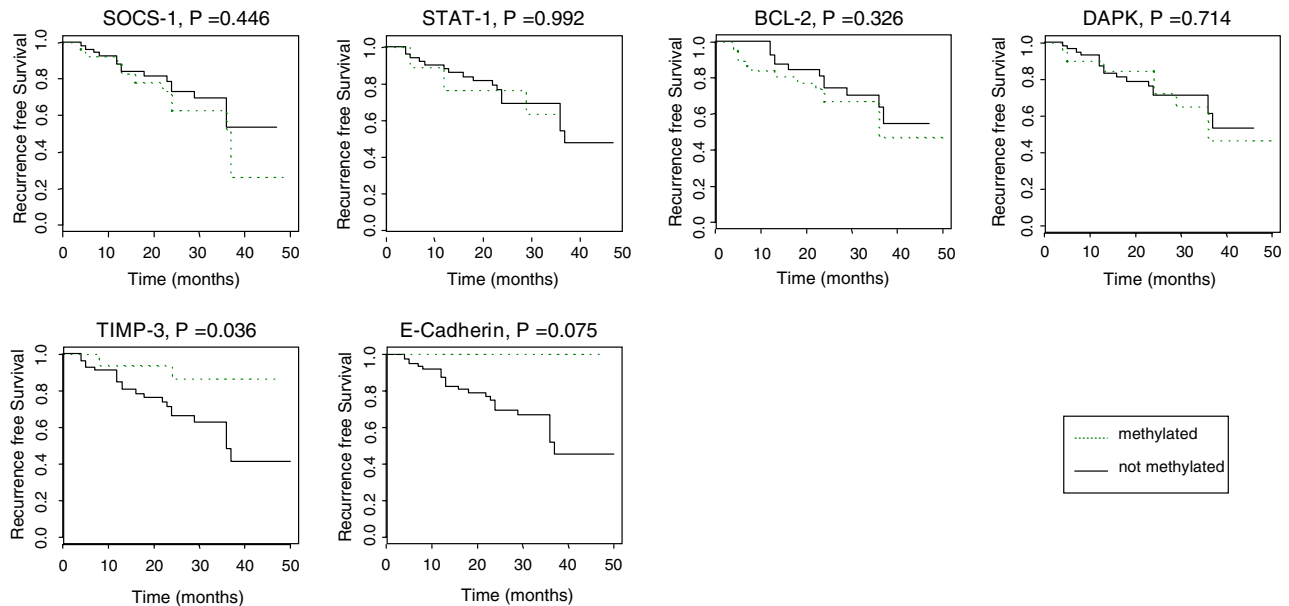 SOCS-1, P =0.446
STAT-1, P =0.992
BCL-2, P =0.326
DAPK, P =0.714
Recurrence free Survival
0.0 0.2 0.4 0.6 0.8 1.0
0 10 20 30 40 50
Time (months)
Recurrence free Survival
0.0 0.2 0.4 0.6 0.8 1.0
0 10 20 30 40 50
Time (months)
Recurrence free Survival
0.0 0.2 0.4 0.6 0.8 1.0
0 10 20 30 40 50
Time (months)
Recurrence free Survival
0.0 0.2 0.4 0.6 0.8 1.0
0 10 20 30 40 50
Time (months)
TIMP-3, P =0.036
E-Cadherin, P =0.075
Recurrence free Survival
0.0 0.2 0.4 0.6 0.8 1.0
0 10 20 30 40 50
Time (months)
Recurrence free Survival
0.0 0.2 0.4 0.6 0.8 1.0
0 10 20 30 40 50
Time (months)
methylated
not methylated